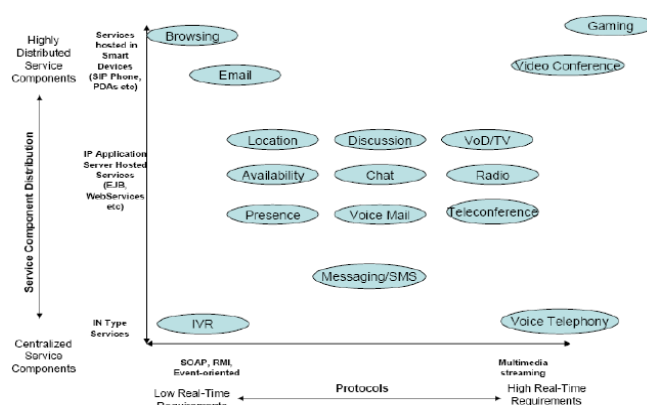 Highly
Distributed
Service
Components
Service Component Distribution
Centralized
Service
Components
Services
hosted in
Smart
Devices
(SIP Phone,
PDAs etc)
IP Application
Server Hosted
Services
(EJB,
WebServices
etc)
IN Type
Services
Browsing
Gaming
Email
Video Conference
Location
Discussion
VoD/TV
Availability
Chat
Radio
Presence
Voice Mail
Teleconference
Messaging/SMS
IVR
Voice Telephony
SOAP, RMI,
Event-oriented
Multimedia
streaming
Low Real-Time
Requirements
Protocols
High Real-Time
Requirements